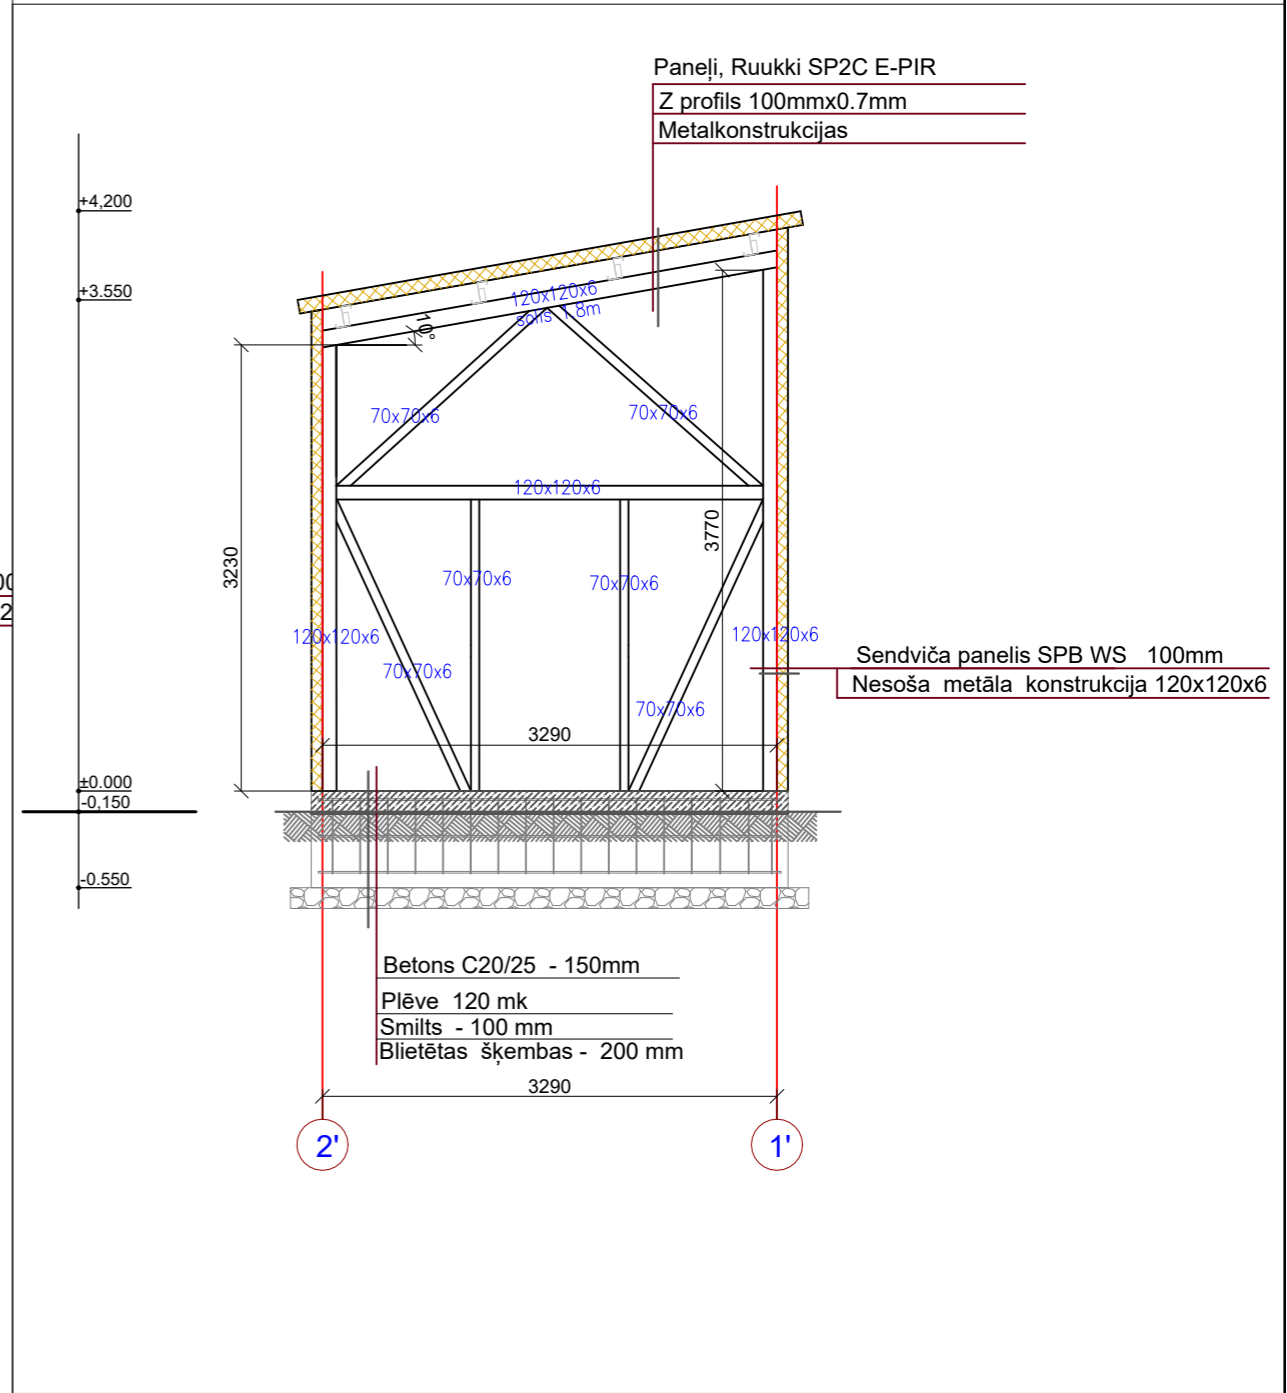 Paneļi, Ruukki SP2C E-PIR
Z profils 100mmx0.7mm
Metalkonstrukcijas
+4,200
+3.550
120x120x6
solis 1.8m
10°
70x70x6
70x70x6
120x120x6
3230
3770
70x70x6
70x70x6
120x120x6
120x120x6
70x70x6
70x70x6
Sendviča panelis SPB WS 100mm
Nesoša metāla konstrukcija 120x120x6
3290
±0.000
-0,150
-0.550
Betons C20/25 - 150mm
Plēve 120 mk
Smilts - 100 mm
Blietētas šķembas - 200 mm
3290
2'
1'